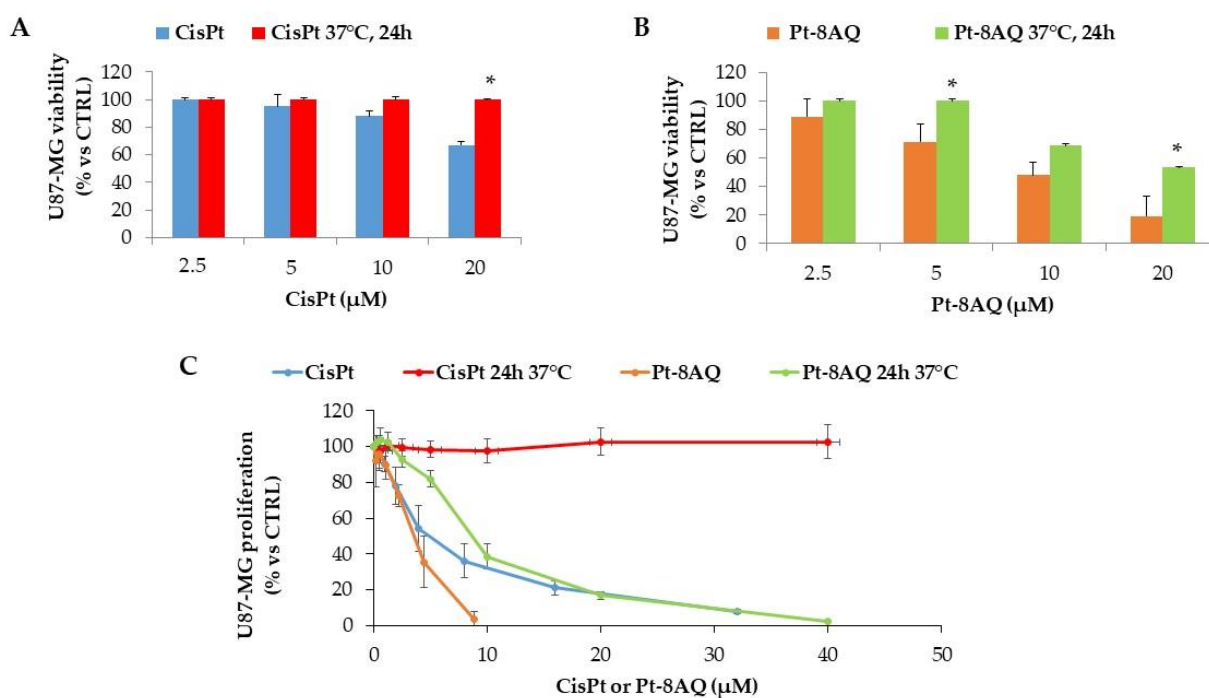 A
CisPt CisPt 37°C, 24h
U87-MG viability
(% vs CTRL)
120
100
80
60
40
20
0
*
2.5 5 10 20
CisPt (µM)
B
Pt-8AQ Pt-8AQ 37°C, 24h
U87-MG viability
(% vs CTRL)
120
100
80
60
40
20
0
* *
2.5 5 10 20
Pt-8AQ (µM)
C
CisPt CisPt 24h 37°C Pt-8AQ Pt-8AQ 24h 37°C
U87-MG proliferation
(% vs CTRL)
120
100
80
60
40
20
0
0 10 20 30 40 50
CisPt or Pt-8AQ (µM)